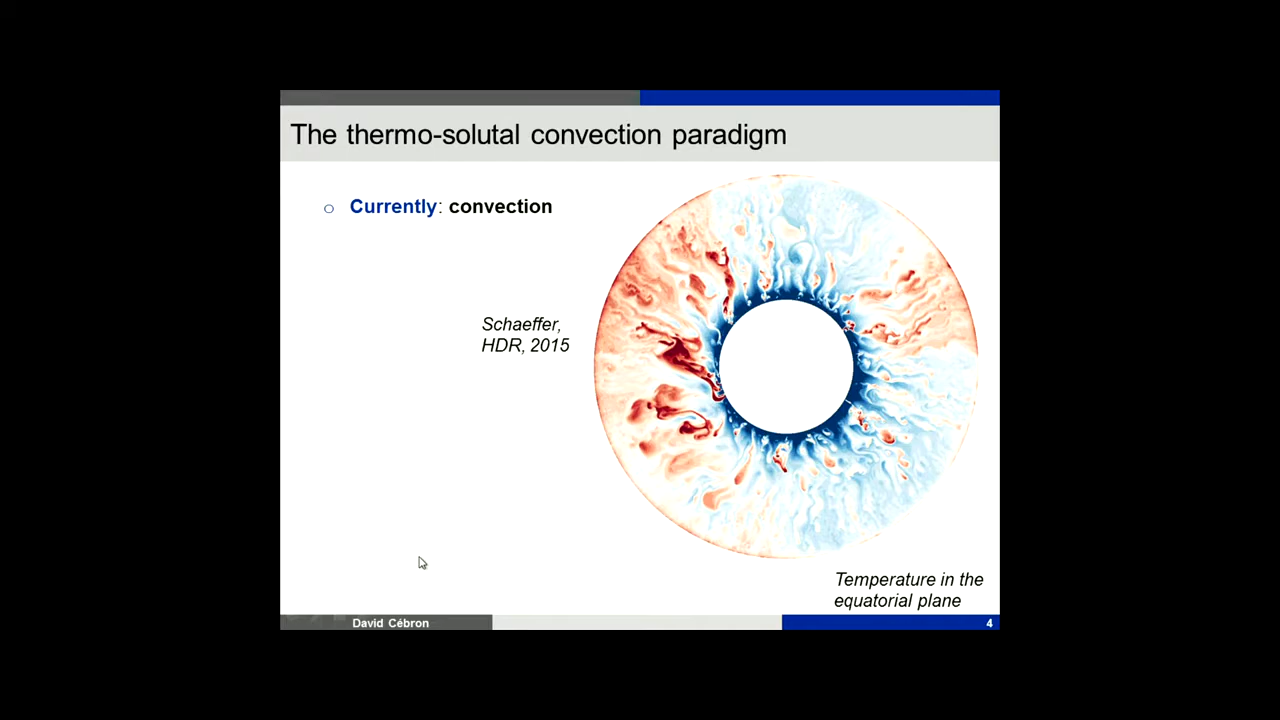 The thermo-solutal convection paradigm
Currently: convection
Schaeffer,
HDR, 2015
Temperature in the
equatorial plane
David Cébron
4